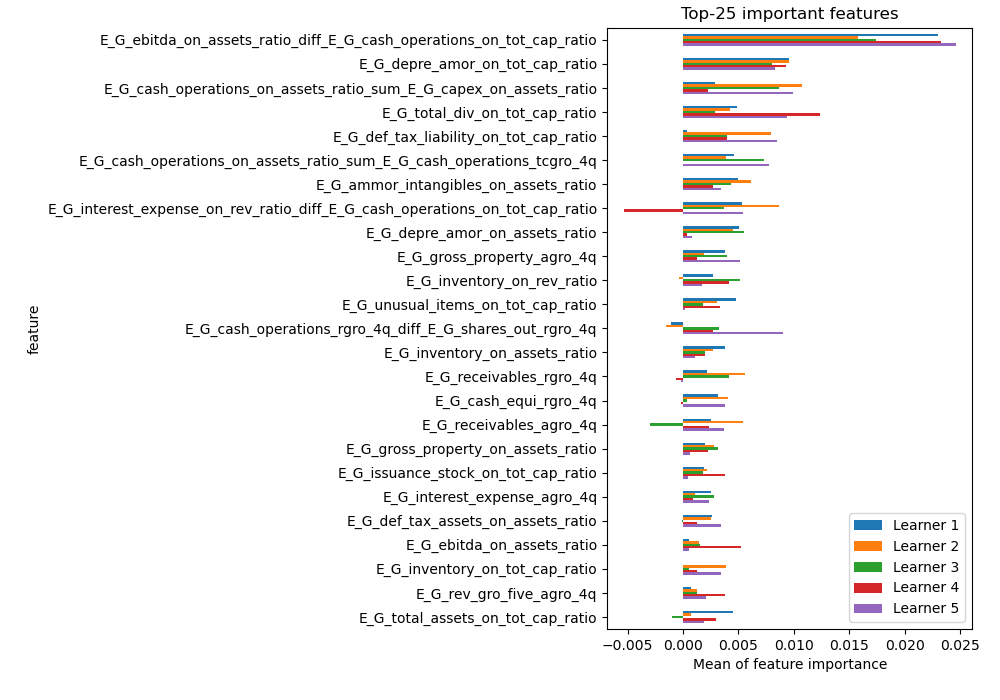 Top-25 important features
E_G_ebitda_on_assets_ratio_diff_E_G_cash_operations_on_tot_cap_ratio
E_G_depre_amor_on_tot_cap_ratio
E_G_cash_operations_on_assets_ratio_sum_E_G_capex_on_assets_ratio
E_G_total_div_on_tot_cap_ratio
E_G_def_tax_liability_on_tot_cap_ratio
E_G_cash_operations_on_assets_ratio_sum_E_G_cash_operations_tcgro_4q
E_G_ammor_intangibles_on_assets_ratio
E_G_interest_expense_on_rev_ratio_diff_E_G_cash_operations_on_tot_cap_ratio
E_G_depre_amor_on_assets_ratio
E_G_gross_property_agro_4q
E_G_inventory_on_rev_ratio
E_G_unusual_items_on_tot_cap_ratio
E_G_cash_operations_rgro_4q_diff_E_G_shares_out_rgro_4q
E_G_inventory_on_assets_ratio
E_G_receivables_rgro_4q
E_G_cash_equi_rgro_4q
E_G_receivables_agro_4q
E_G_gross_property_on_assets_ratio
E_G_issuance_stock_on_tot_cap_ratio
E_G_interest_expense_agro_4q
E_G_def_tax_assets_on_assets_ratio
E_G_ebitda_on_assets_ratio
E_G_inventory_on_tot_cap_ratio
E_G_rev_gro_five_agro_4q
E_G_total_assets_on_tot_cap_ratio
feature
Learner 1
Learner 2
Learner 3
Learner 4
Learner 5
−0.005 0.000 0.005 0.010 0.015 0.020 0.025
Mean of feature importance